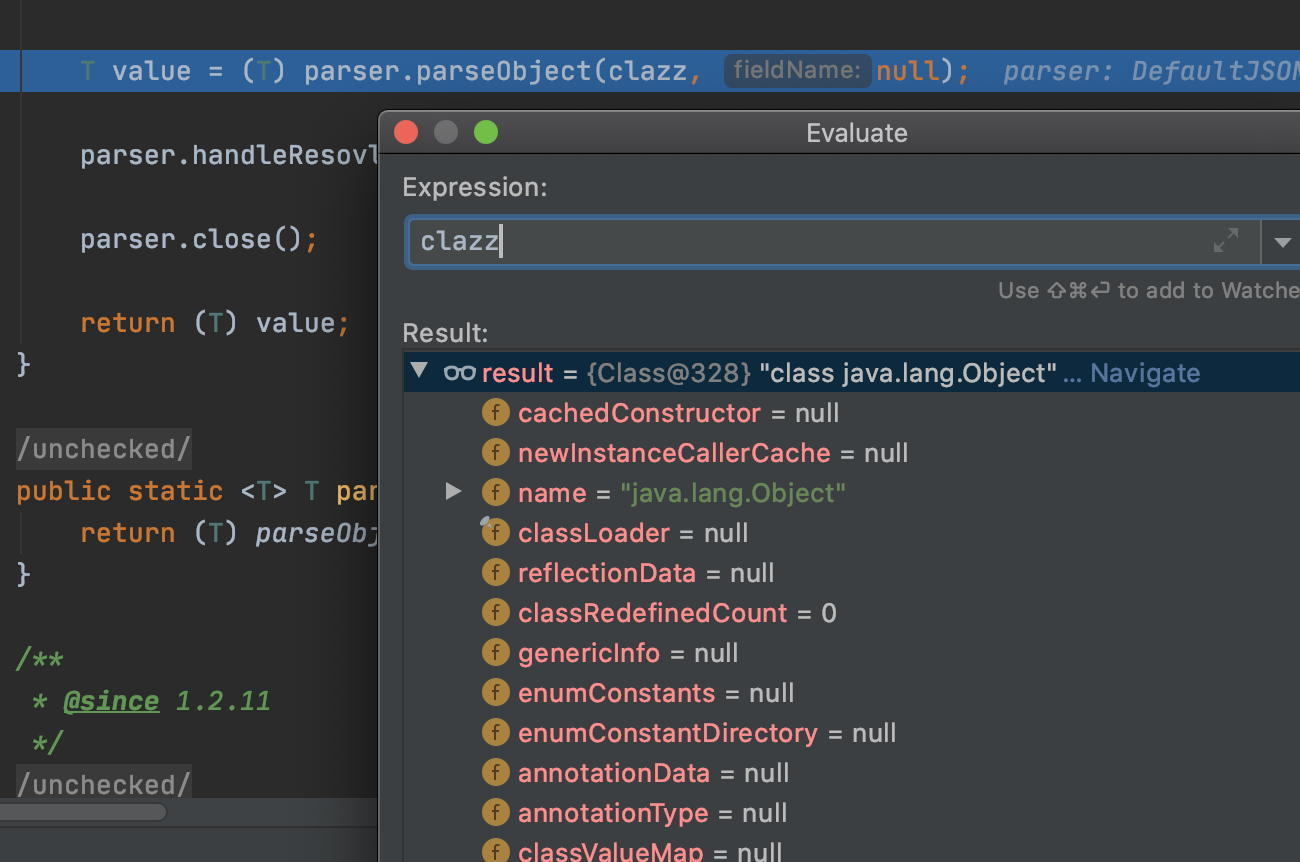 T value = (T) parser.parseObject(clazz, fieldName: null); parser: DefaultJSON
Evaluate
parser.handleResovl
Expression:
clazz
parser.close();
Use ⇧⌘⏎ to add to Watche
return (T) value;
Result:
}
result = {Class@328} "class java.lang.Object" ... Navigate
cachedConstructor = null
/unchecked/
newInstanceCallerCache = null
public static <T> T par
name = "java.lang.Object"
return (T) parseObj
classLoader = null
}
reflectionData = null
classRedefinedCount = 0
/**
genericInfo = null
* @since 1.2.11
enumConstants = null
*/
enumConstantDirectory = null
/unchecked/
annotationData = null
annotationType = null
classValueMap = null